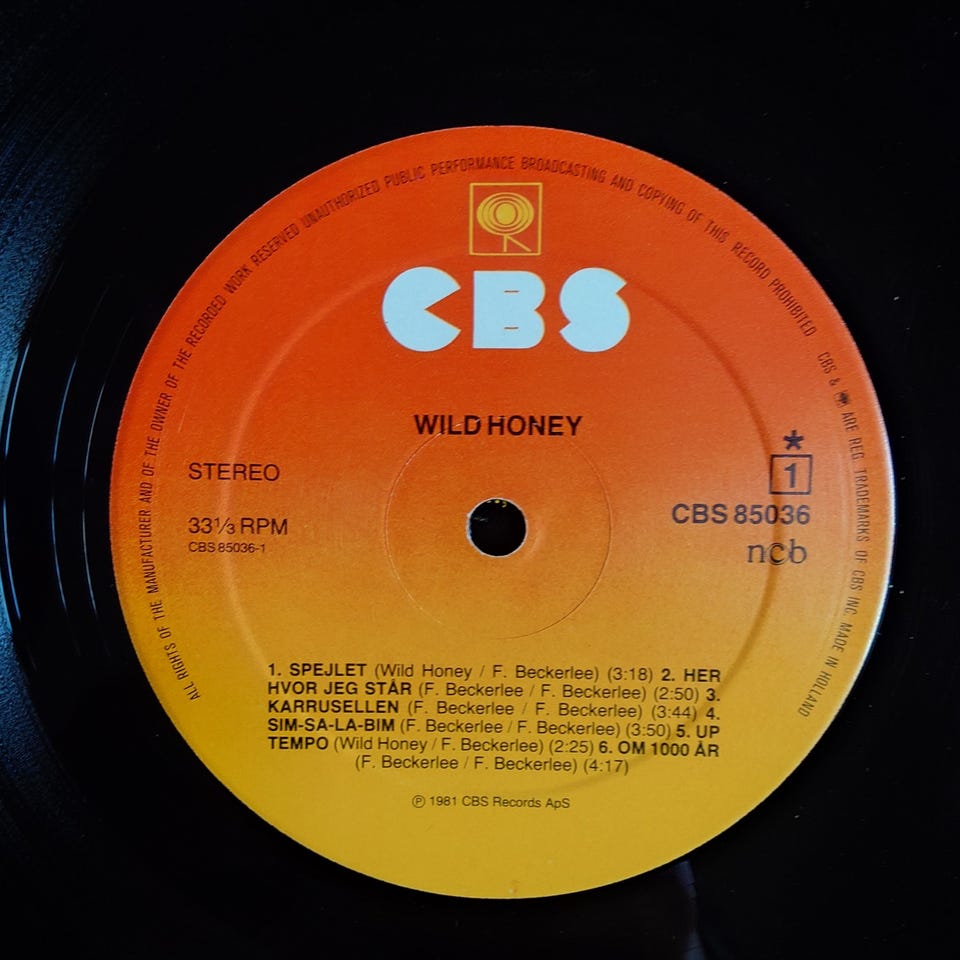 ALL RIGHTS OF THE MANUFACTURER AND OF THE OWNER OF THE RECORDED WORK RESERVED UNAUTHORIZED PUBLIC PERFORMANCE BROADCASTING AND COPYING OF THIS RECORD PROHIBITED CBS & ARE REG. TRADEMARKS OF CBS INC. MADE IN HOLLAND
CBS
WILD HONEY
STEREO
33⅓ RPM
CBS 85036-1
*
1
CBS 85036
ncb
1. SPEJLET (Wild Honey / F. Beckerlee) (3:18) 2. HER
HVOR JEG STÅR (F. Beckerlee / F. Beckerlee) (2:50) 3.
KARRUSELLEN (F. Beckerlee / F. Beckerlee) (3:44) 4.
SIM-SA-LA-BIM (F. Beckerlee / F. Beckerlee) (3:50) 5. UP
TEMPO (Wild Honey / F. Beckerlee) (2:25) 6. OM 1000 ÅR
(F. Beckerlee / F. Beckerlee) (4:17)
℗ 1981 CBS Records ApS